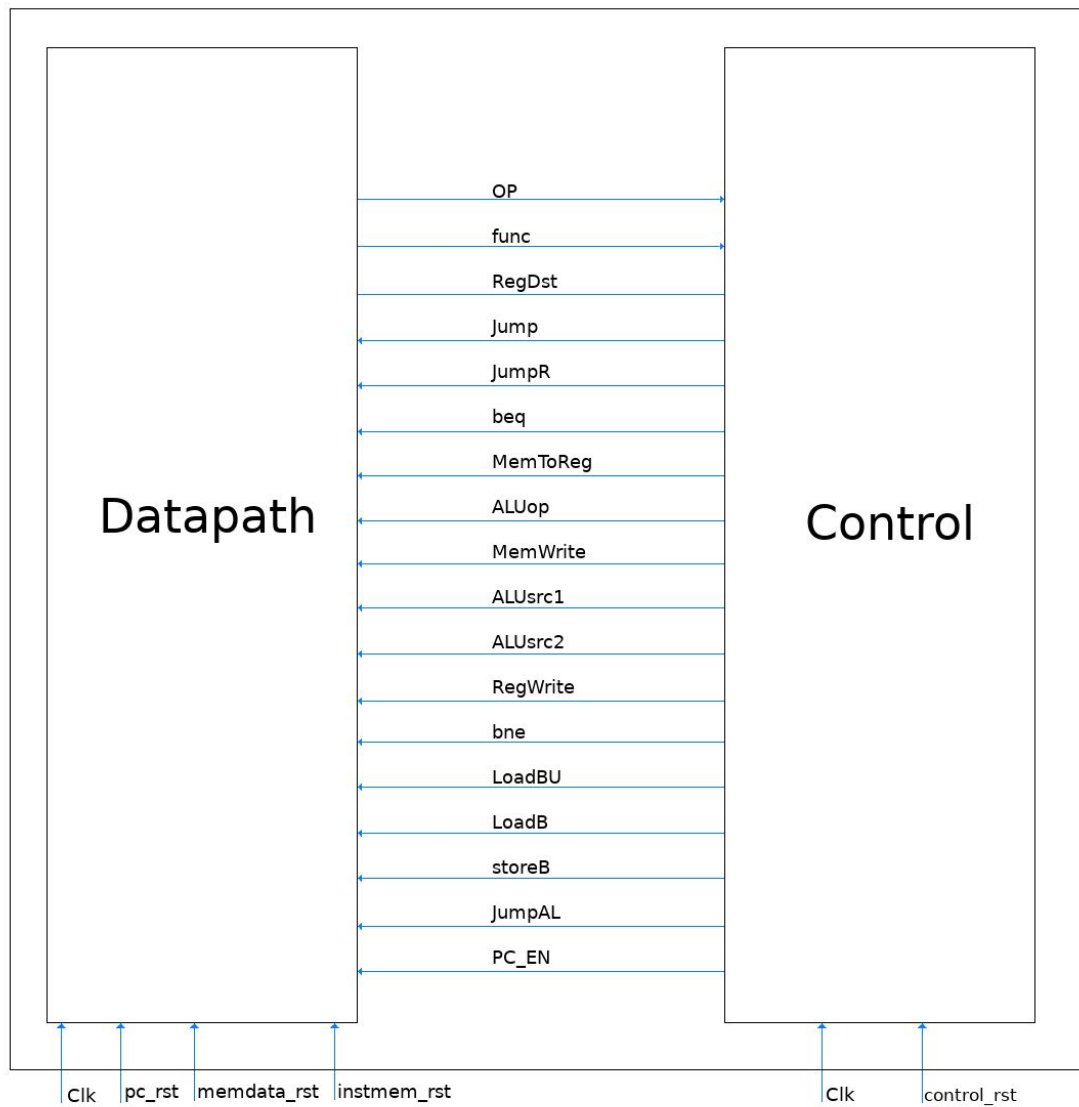 OP
func
RegDst
Jump
JumpR
beq
MemToReg
Datapath
Control
ALUop
MemWrite
ALUsrc1
ALUsrc2
RegWrite
bne
LoadBU
LoadB
storeB
JumpAL
PC_EN
Clk
pc_rst
memdata_rst
instmem_rst
Clk
control_rst